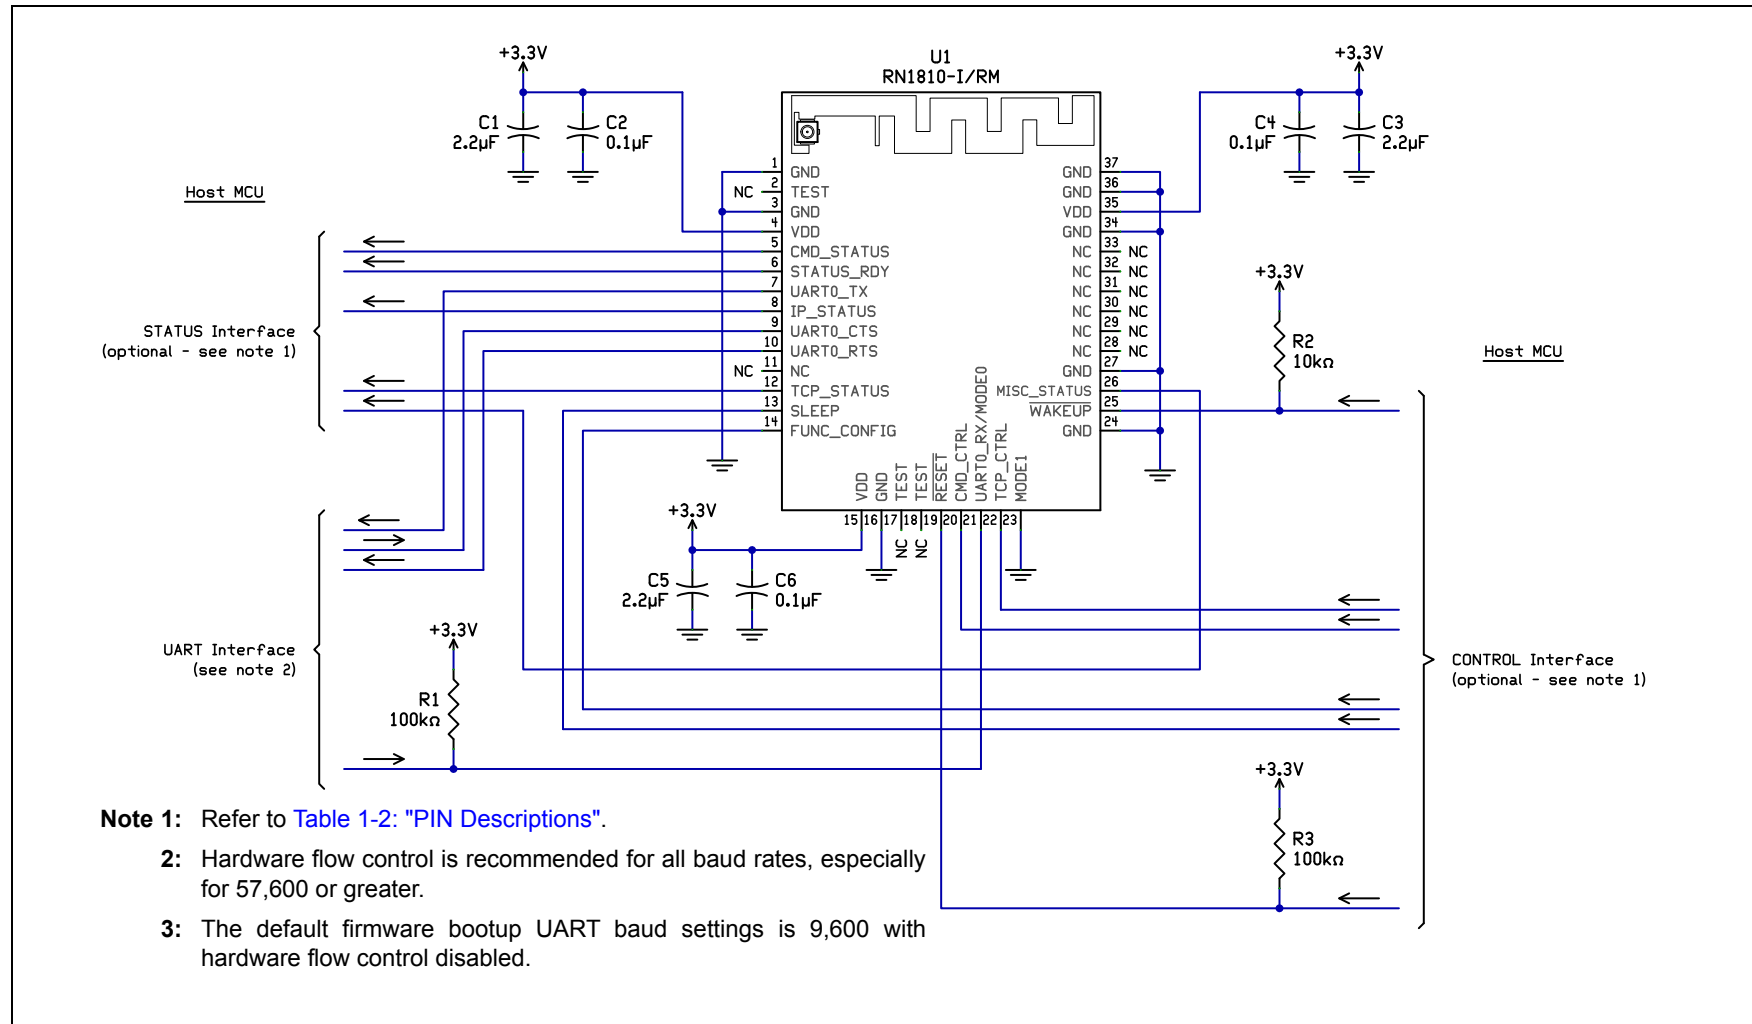 U1
RN1810-I/RM
+3.3V
C1
2.2µF
C2
0.1µF
+3.3V
C4
0.1µF
C3
2.2µF
Host MCU
STATUS Interface
(optional - see note 1)
UART Interface
(see note 2)
NC
NC
1 GND
2 TEST
3 GND
4 VDD
5 CMD_STATUS
6 STATUS_RDY
7 UART0_TX
8 IP_STATUS
9 UART0_CTS
10 UART0_RTS
11 NC
12 TCP_STATUS
13 SLEEP
14 FUNC_CONFIG
GND 37
GND 36
VDD 35
GND 34
NC 33 NC
NC 32 NC
NC 31 NC
NC 30 NC
NC 29 NC
NC 28 NC
GND 27
MISC_STATUS 26
WAKEUP 25
GND 24
VDD
GND
TEST
TEST
RESET
CMD_CTRL
UART0_RX/MODE0
TCP_CTRL
MODE1
15 16 17 18 19 20 21 22 23
NC
NC
+3.3V
C5
2.2µF
C6
0.1µF
+3.3V
R1
100kΩ
+3.3V
R2
10kΩ
Host MCU
CONTROL Interface
(optional - see note 1)
+3.3V
R3
100kΩ
Note 1: Refer to Table 1-2: "PIN Descriptions".
2: Hardware flow control is recommended for all baud rates, especially
for 57,600 or greater.
3: The default firmware bootup UART baud settings is 9,600 with
hardware flow control disabled.